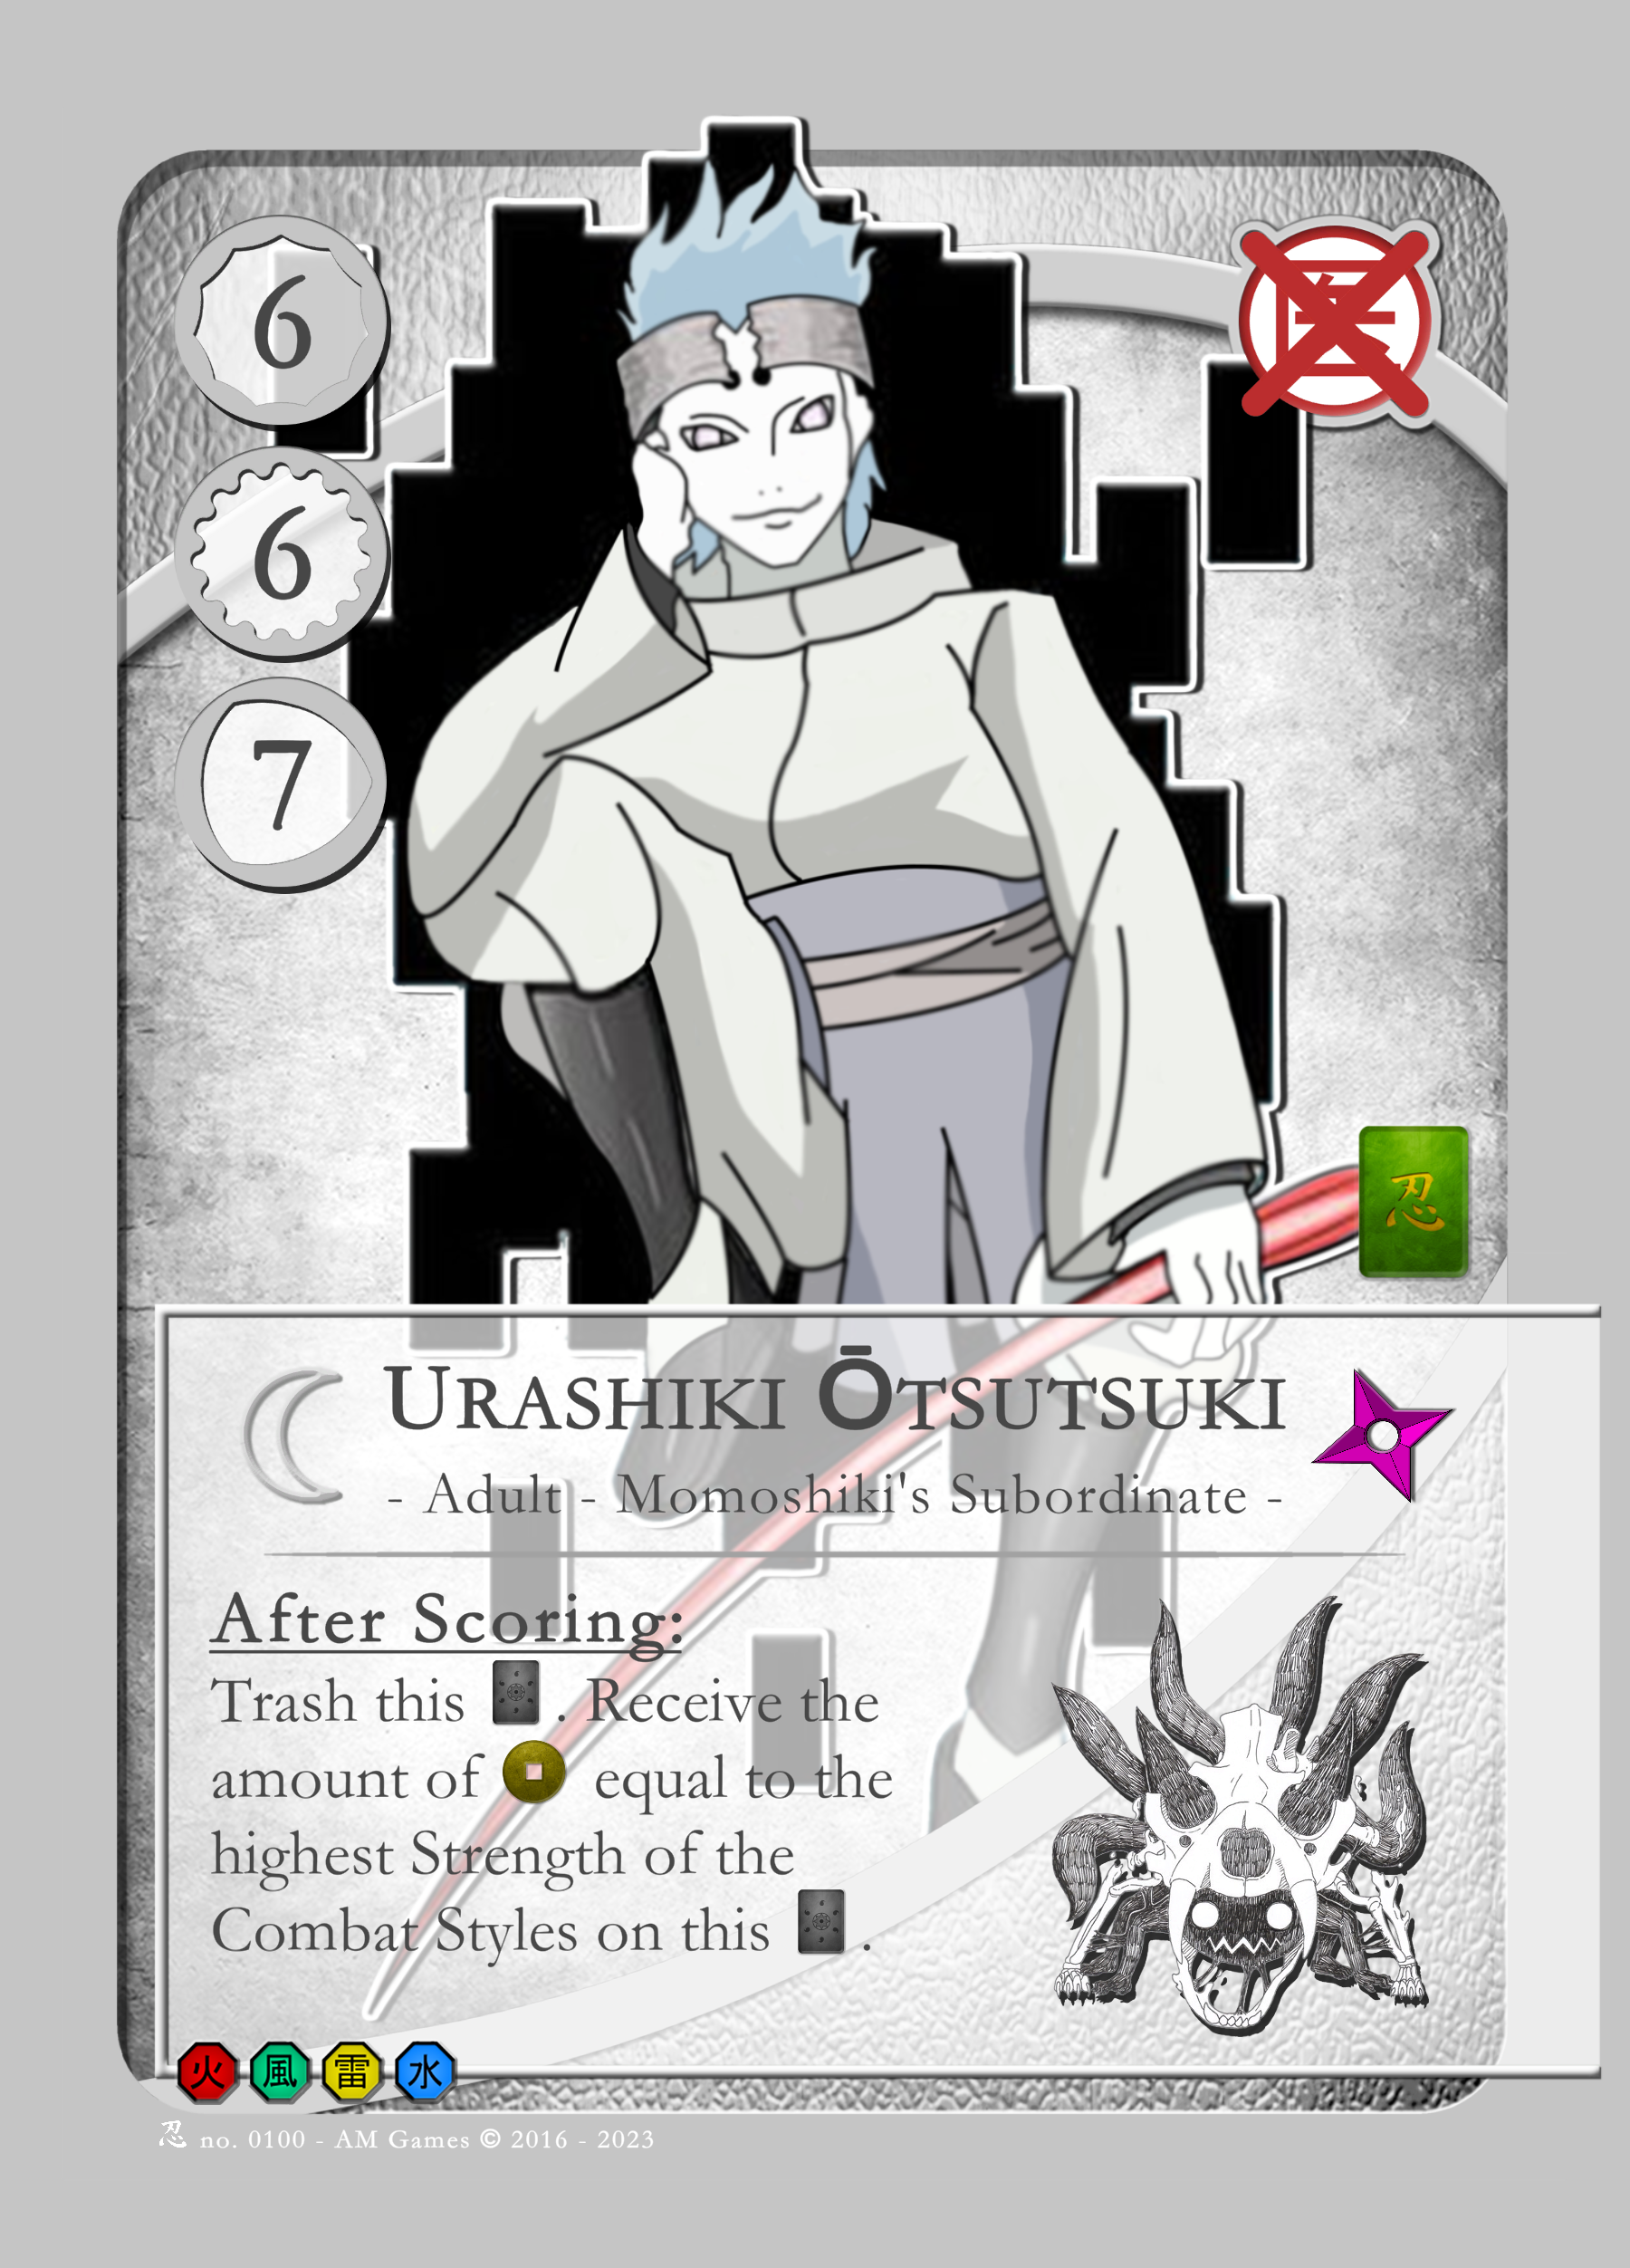 6
医
6
7
忍
Urashiki Ōtsutsuki
- Adult - Momoshiki's Subordinate -
After Scoring:
Trash this . Receive the
amount of equal to the
highest Strength of the
Combat Styles on this .
火 風 雷 水
忍 no. 0100 - AM Games © 2016 - 2023